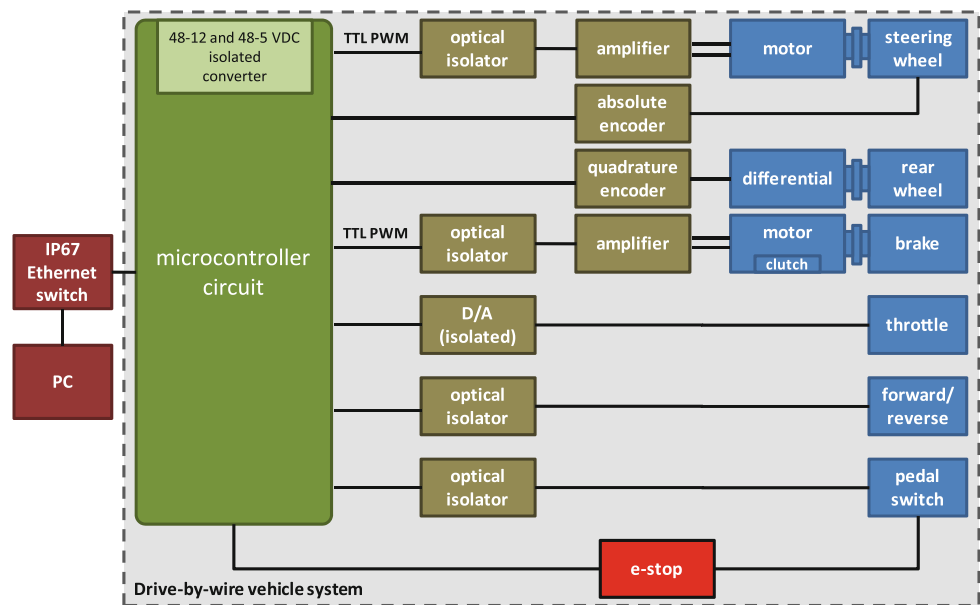 48-12 and 48-5 VDC
isolated
converter
TTL PWM
optical
isolator
amplifier
motor
steering
wheel
absolute
encoder
quadrature
encoder
differential
rear
wheel
TTL PWM
optical
isolator
amplifier
motor
clutch
brake
IP67
Ethernet
switch
microcontroller
circuit
D/A
(isolated)
throttle
PC
optical
isolator
forward/
reverse
optical
isolator
pedal
switch
e-stop
Drive-by-wire vehicle system